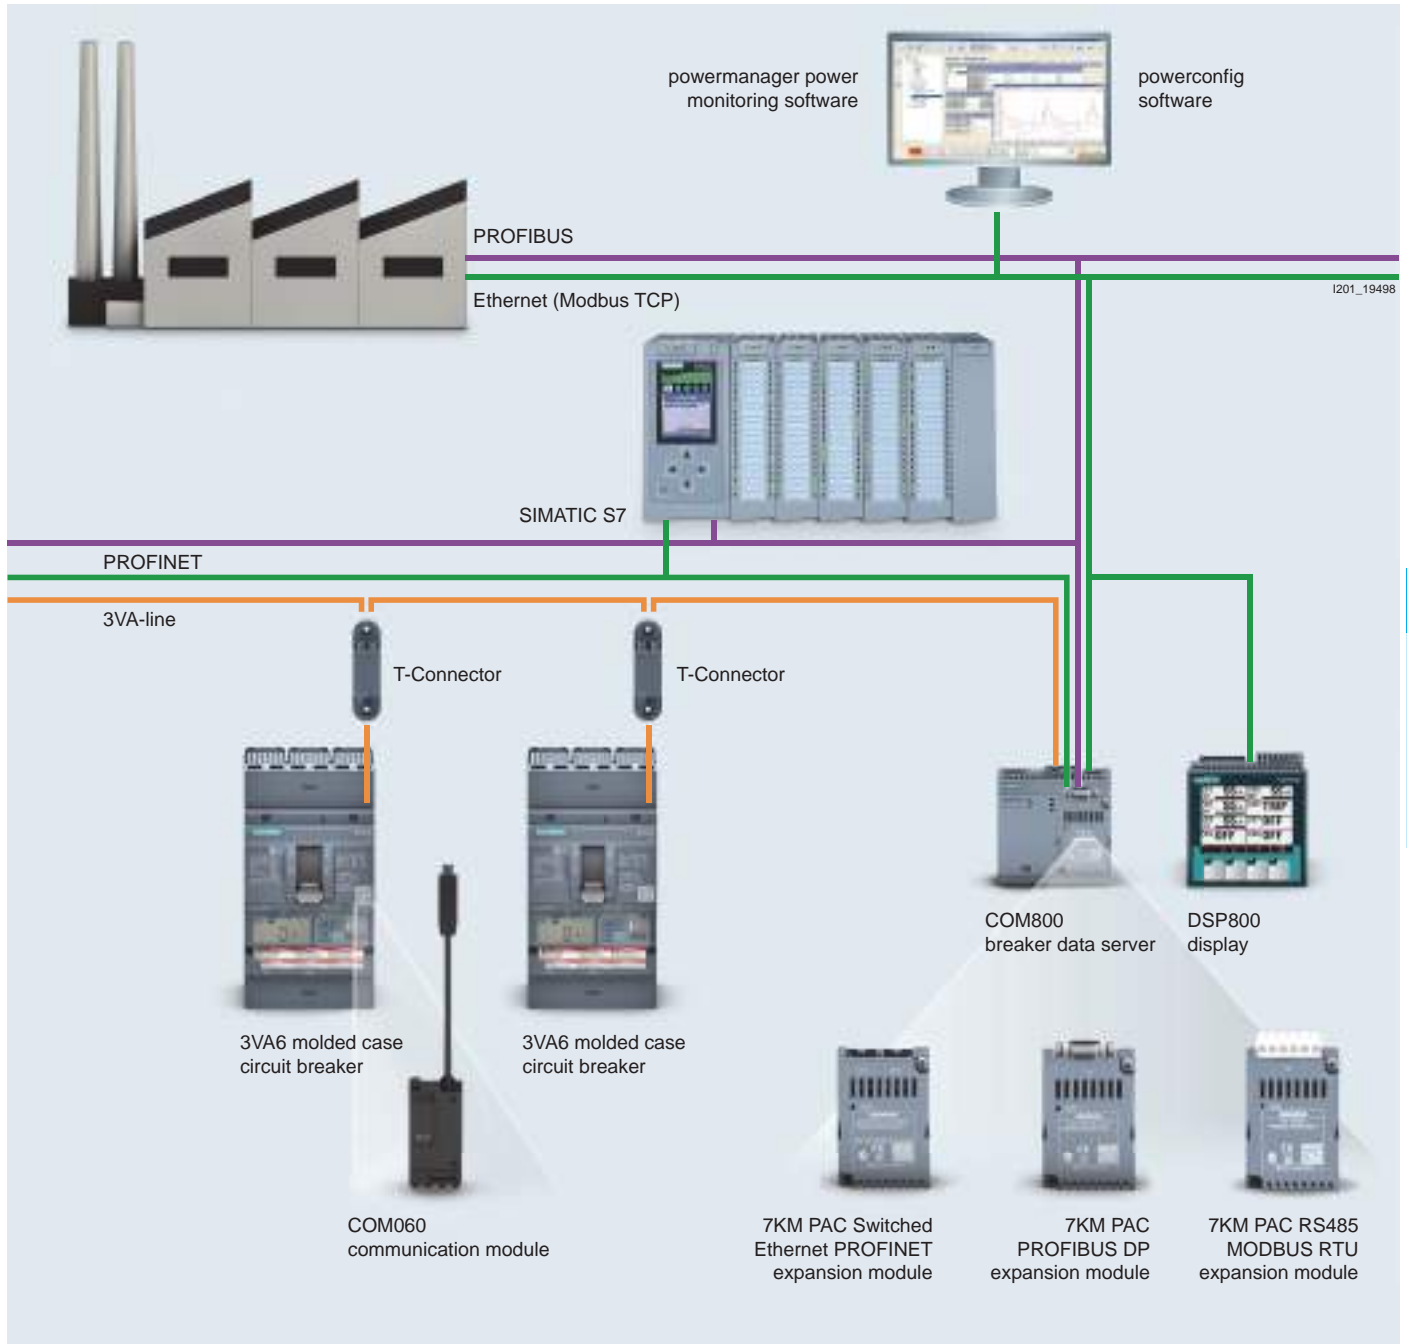 powermanager power
monitoring software
powerconfig
software
PROFIBUS
Ethernet (Modbus TCP)
I201_19498
SIMATIC S7
PROFINET
3VA-line
T-Connector
T-Connector
COM800
breaker data server
DSP800
display
3VA6 molded case
circuit breaker
3VA6 molded case
circuit breaker
COM060
communication module
7KM PAC Switched
Ethernet PROFINET
expansion module
7KM PAC
PROFIBUS DP
expansion module
7KM PAC RS485
MODBUS RTU
expansion module